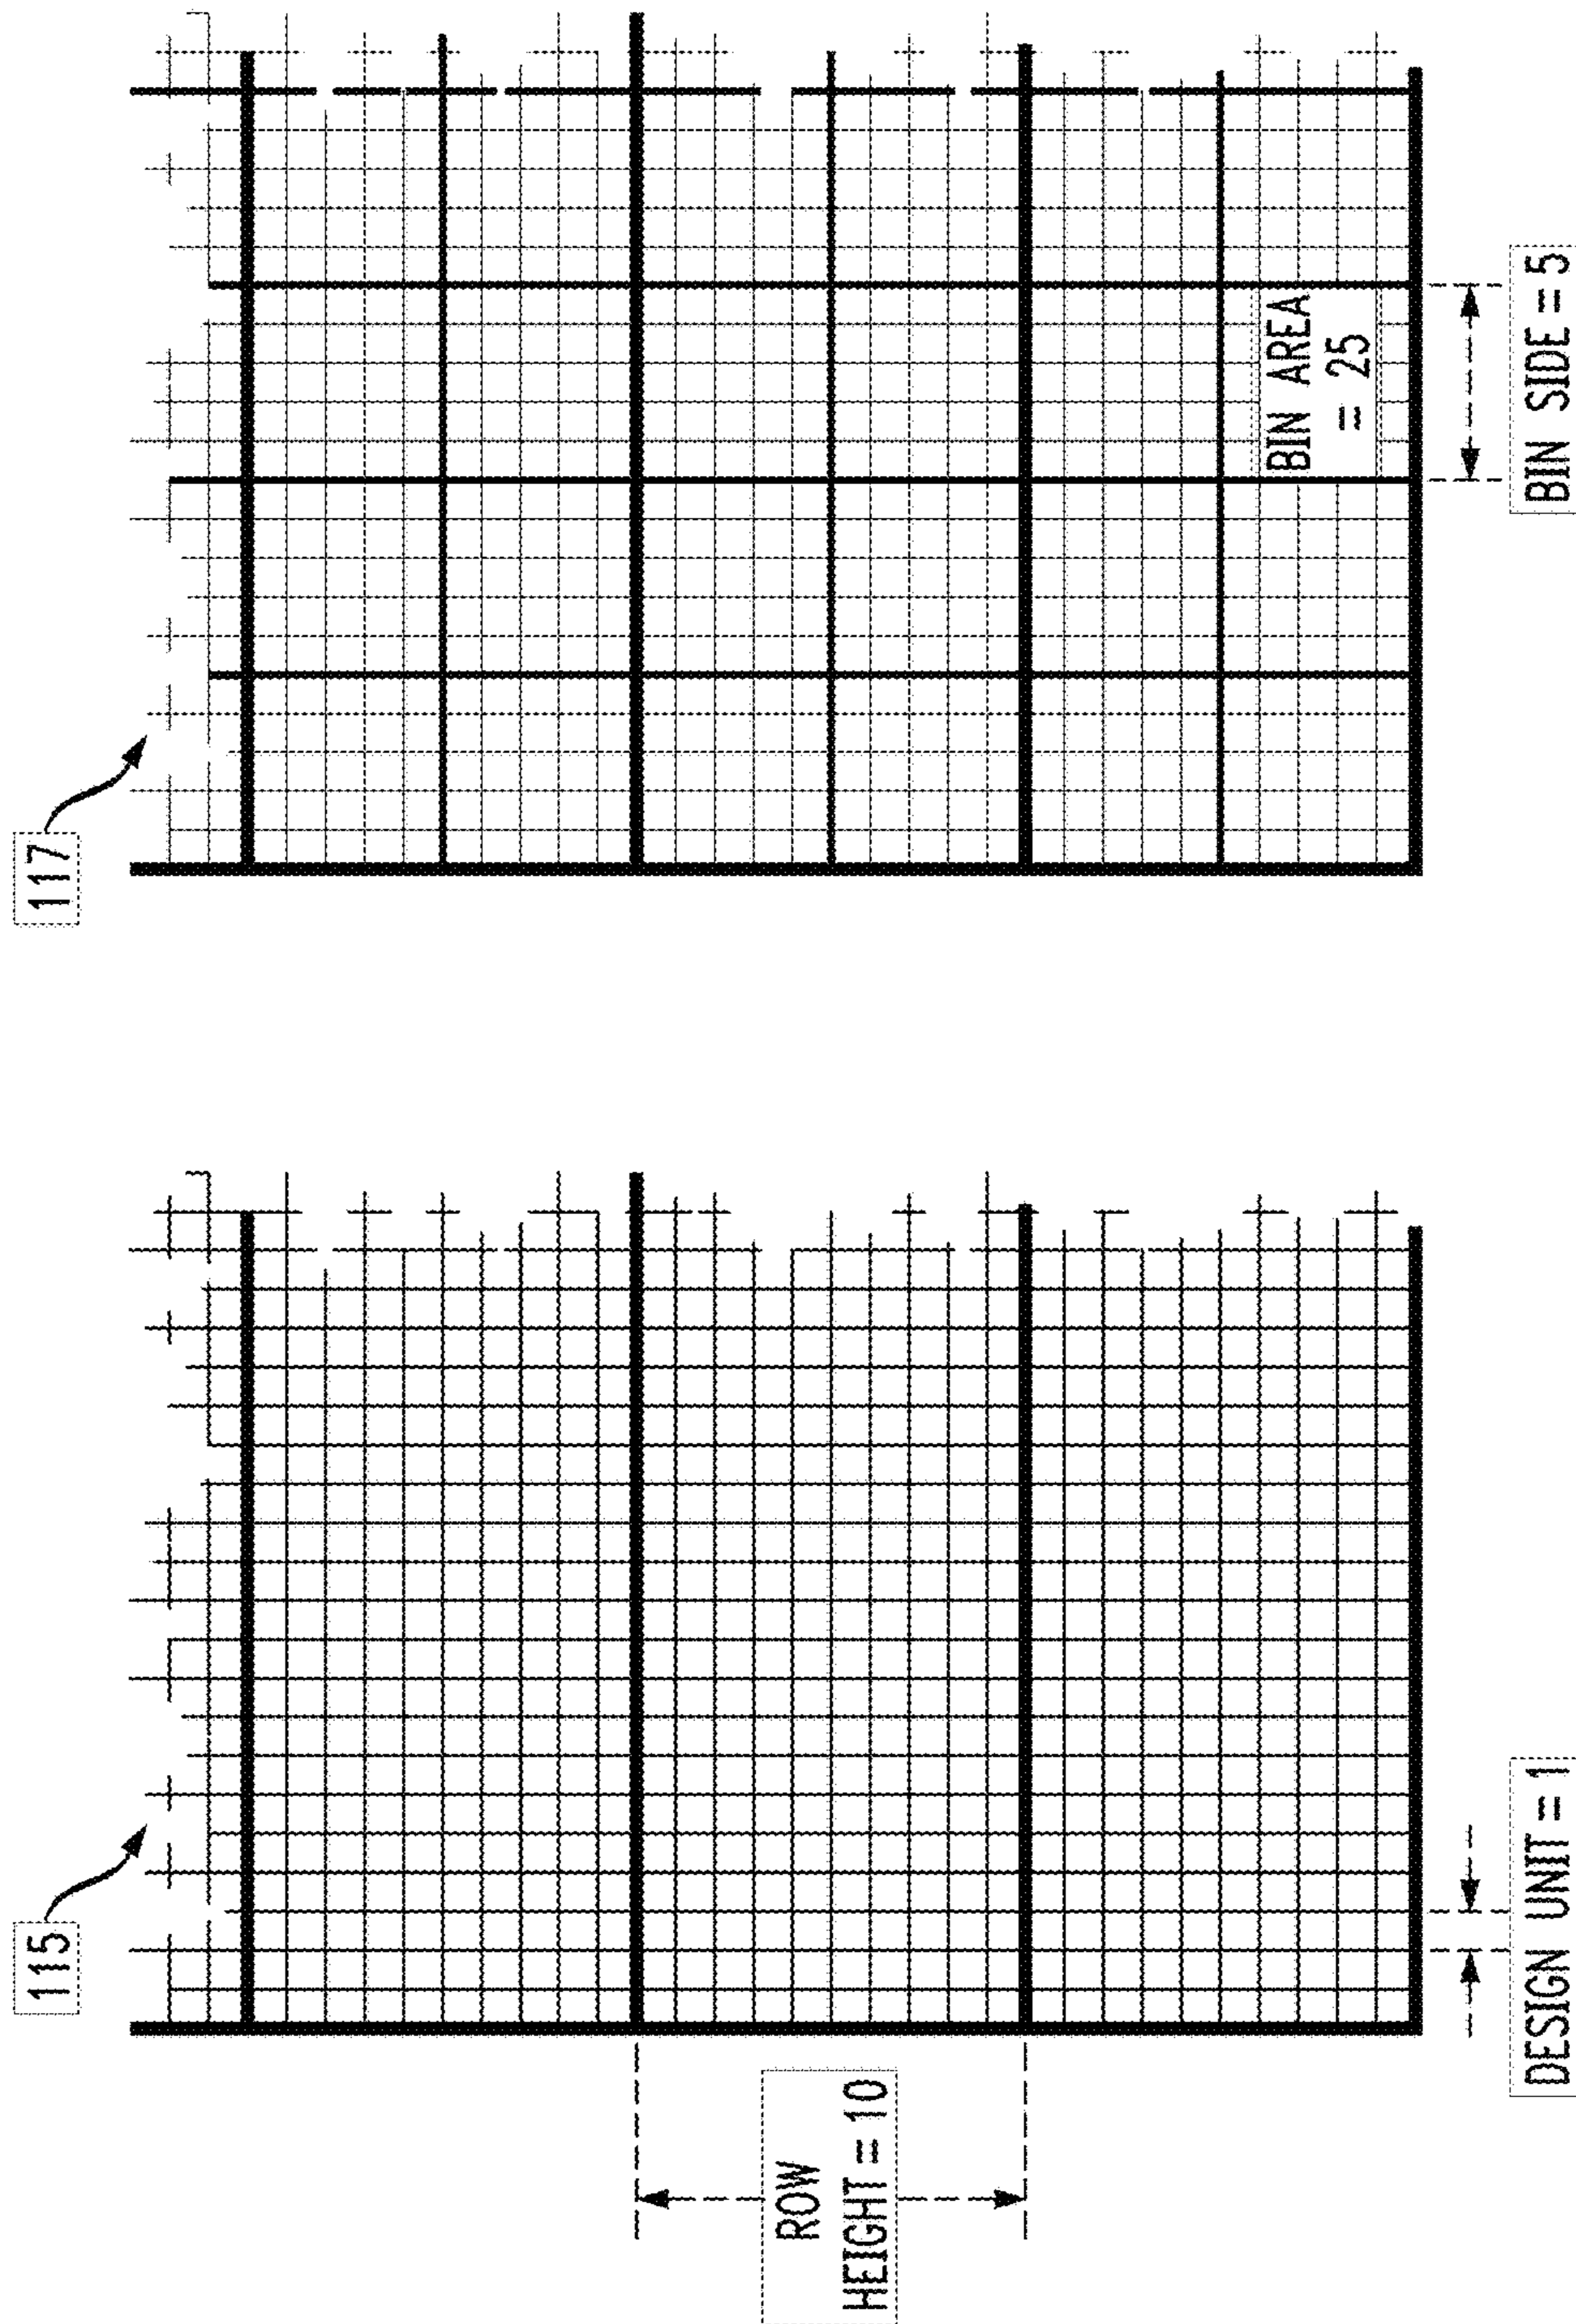 115
ROW
HEIGHT = 10
DESIGN UNIT = 1
117
BIN AREA
= 25
BIN SIDE = 5